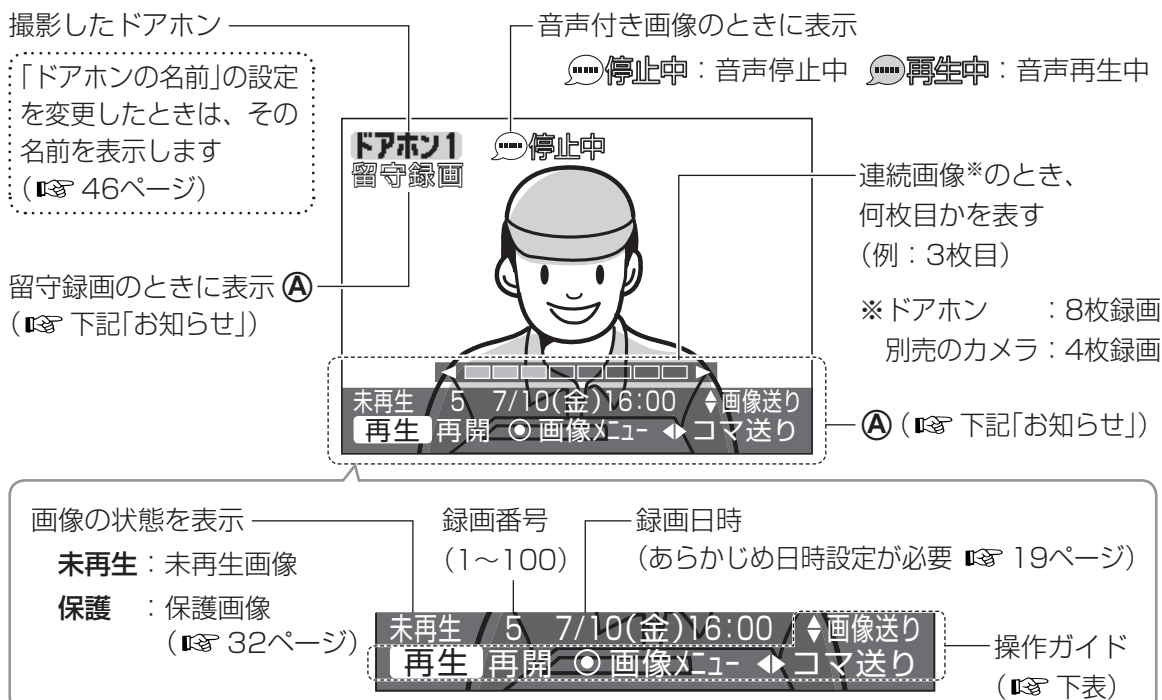 撮影したドアホン
「ドアホンの名前」の設定
を変更したときは、その
名前を表示します
(☞ 46ページ)
留守録画のときに表示 Ⓐ
(☞ 下記「お知らせ」)
音声付き画像のときに表示
停止中：音声停止中 再生中：音声再生中
ドアホン1 停止中
留守録画
未再生 5 7/10(金)16:00 画像送り
再生 再開 ◉ 画像メニュー コマ送り
連続画像※のとき、
何枚目かを表す
(例：3枚目)
※ドアホン ：8枚録画
別売のカメラ：4枚録画
Ⓐ(☞ 下記「お知らせ」)
画像の状態を表示
未再生：未再生画像
保護 ：保護画像
(☞ 32ページ)
録画番号
(1～100)
録画日時
(あらかじめ日時設定が必要 ☞ 19ページ)
未再生 5 7/10(金)16:00 画像送り
再生 再開 ◉ 画像メニュー コマ送り
操作ガイド
(☞ 下表)